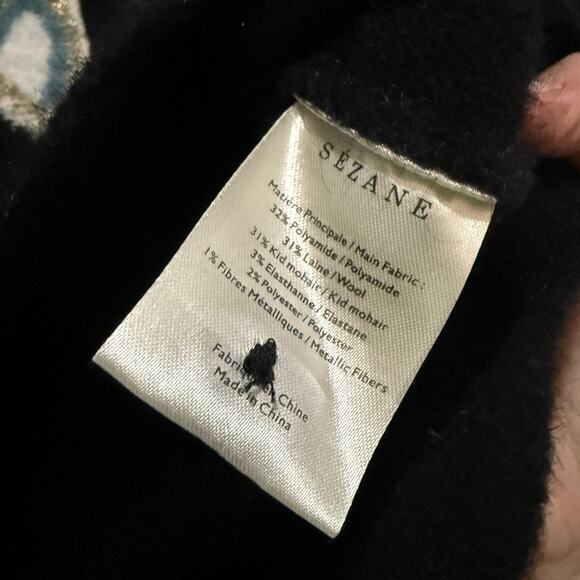 SÉZANE
Matière Principale / Main Fabric :
32% Polyamide / Polyamide
31% Laine / Wool
31% Kid mohair / Kid mohair
3% Elasthanne / Elastane
2% Polyester / Polyester
1% Fibres Métalliques / Metallic Fibers
Chine
Made in China